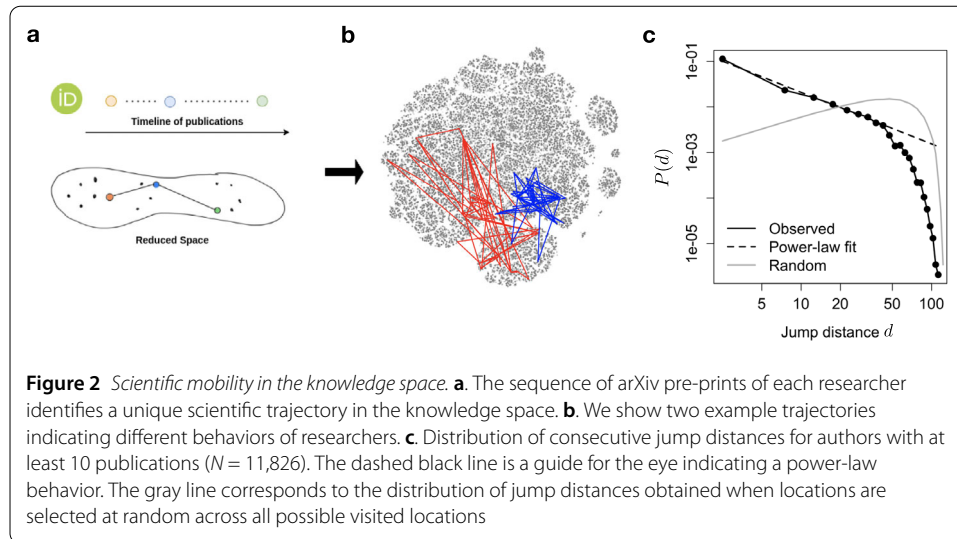 a
b
c
iD
Timeline of publications
Reduced Space
P(d)
1e-01
1e-03
1e-05
Observed
Power-law fit
Random
5 10 20 50 100
Jump distance d
Figure 2 Scientific mobility in the knowledge space. a. The sequence of arXiv pre-prints of each researcher
identifies a unique scientific trajectory in the knowledge space. b. We show two example trajectories
indicating different behaviors of researchers. c. Distribution of consecutive jump distances for authors with at
least 10 publications (N = 11,826). The dashed black line is a guide for the eye indicating a power-law
behavior. The gray line corresponds to the distribution of jump distances obtained when locations are
selected at random across all possible visited locations